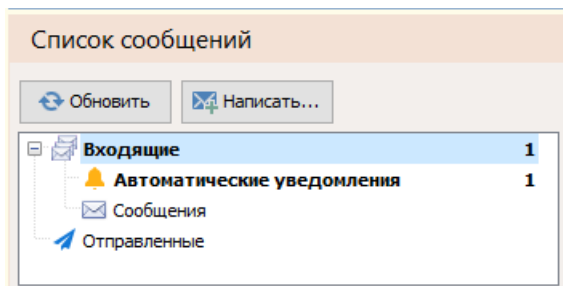 Список сообщений
Обновить Написать...
Входящие 1
Автоматические уведомления 1
Сообщения
Отправленные